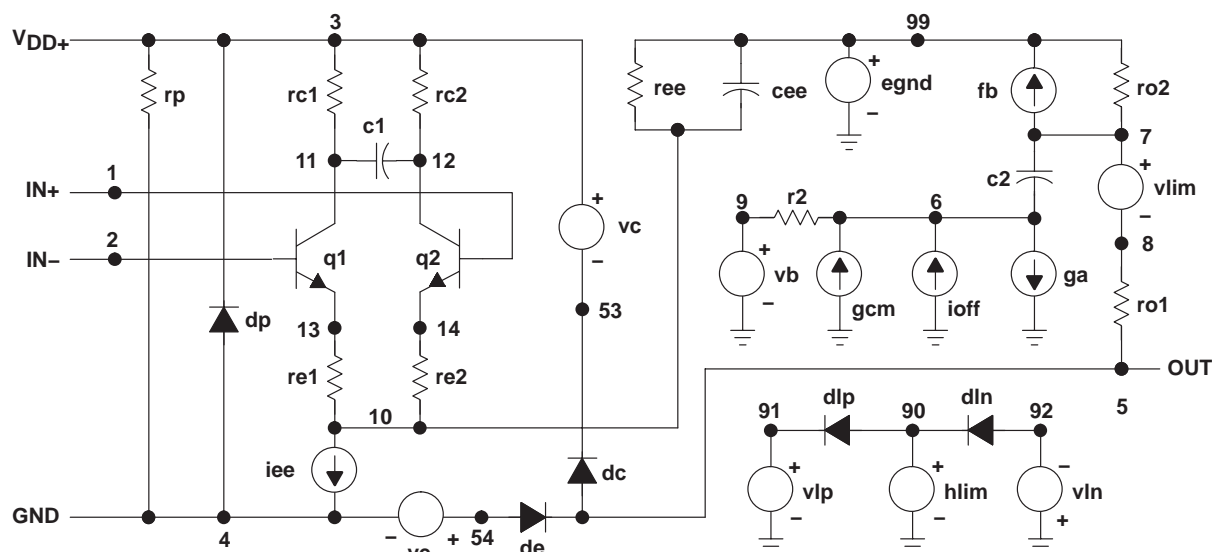 3
99
VDD+
rp
rc1
rc2
ree
cee
egnd
+
−
fb
ro2
c1
7
11
12
c2
+
vlim
−
1
IN+
9
r2
6
8
2
IN−
q1
q2
+
vc
−
+
vb
−
gcm
ioff
ga
ro1
dp
13
14
53
OUT
re1
re2
5
10
91
dlp
90
dln
92
iee
dc
+
vlp
−
+
hlim
−
−
vln
+
GND
4
−
+
54
de